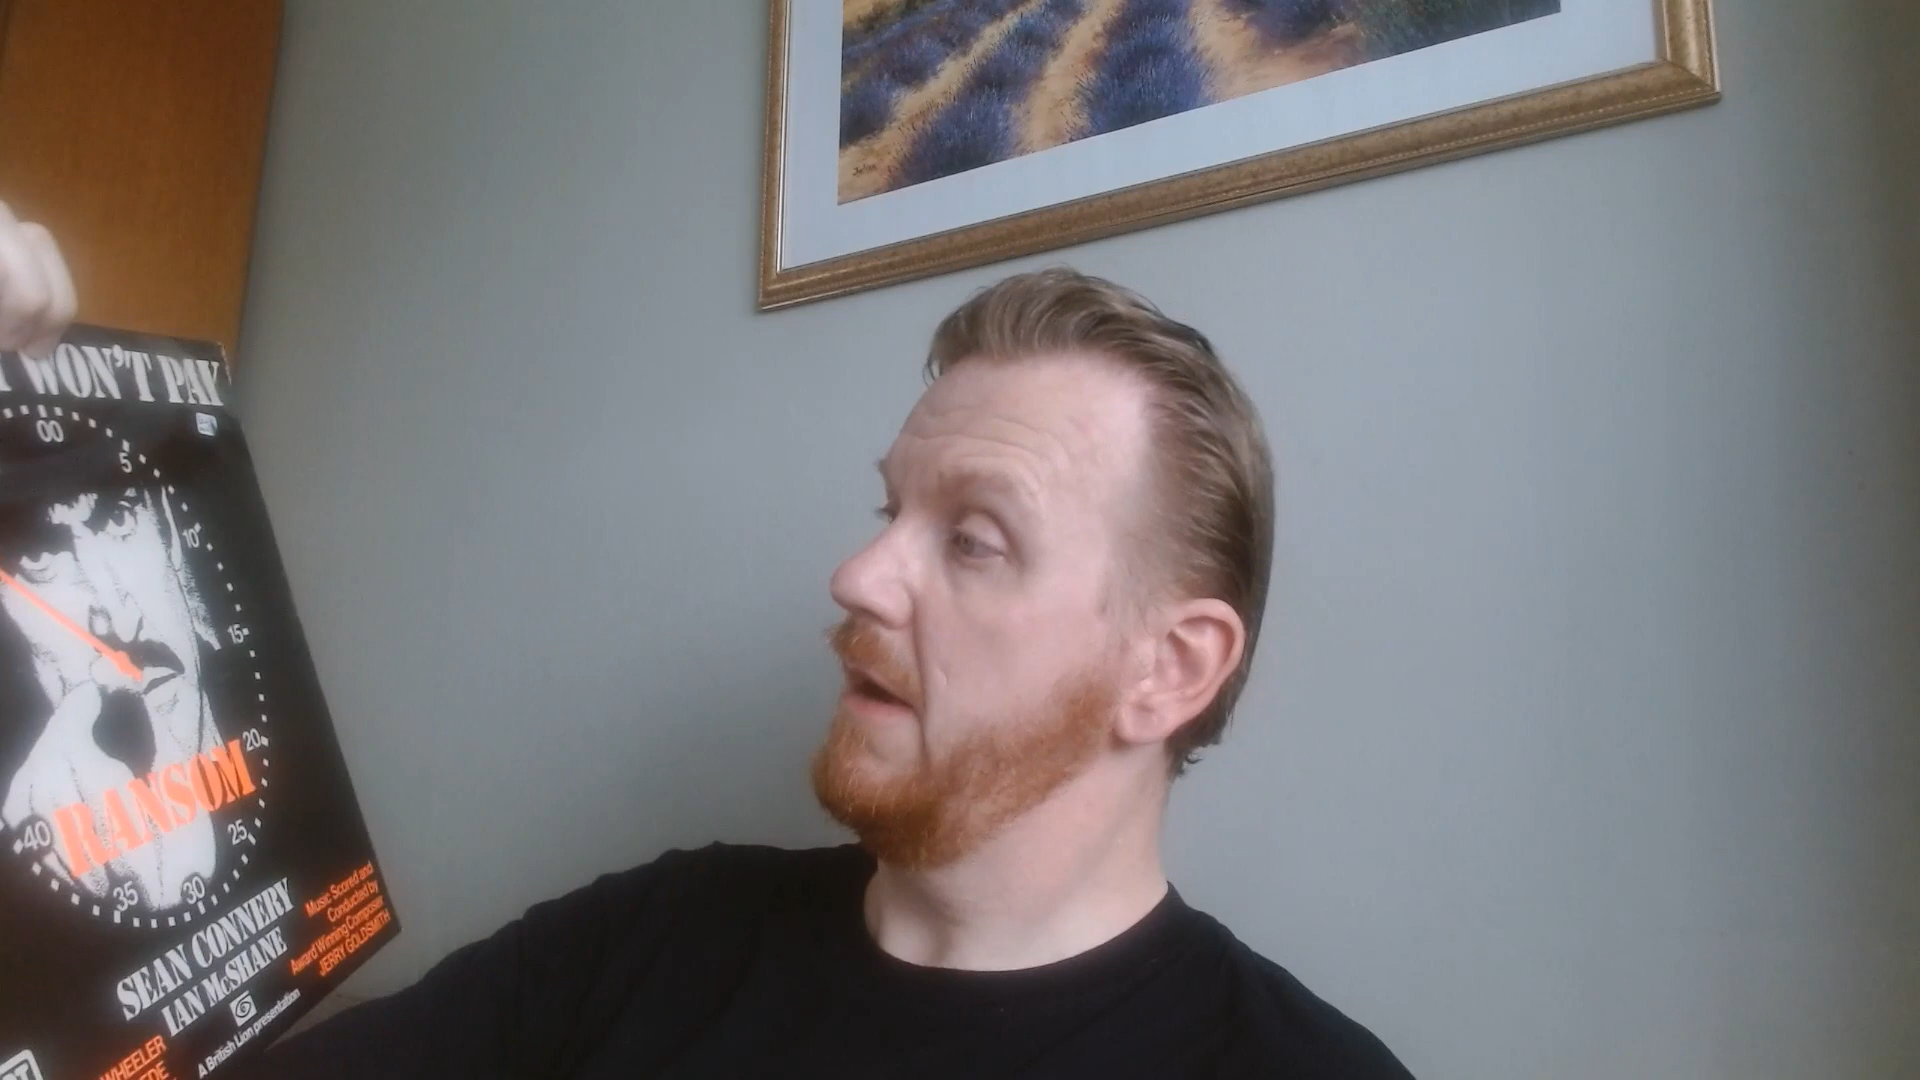 WON'T PAY
00
5
10
15
20
25
30
35
40
RANSOM
SEAN CONNERY
IAN McSHANE
Music Scored and
Conducted by
Award Winning Composer
JERRY GOLDSMITH
A British Lion presentation
WHEELER